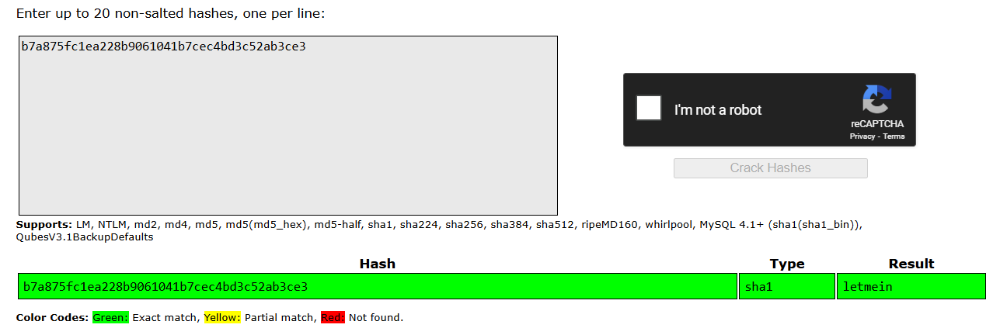 Enter up to 20 non-salted hashes, one per line:
b7a875fc1ea228b9061041b7cec4bd3c52ab3ce3
I'm not a robot
reCAPTCHA
Privacy - Terms
Crack Hashes
Supports: LM, NTLM, md2, md4, md5, md5(md5_hex), md5-half, sha1, sha224, sha256, sha384, sha512, ripeMD160, whirlpool, MySQL 4.1+ (sha1(sha1_bin)),
QubesV3.1BackupDefaults
Hash Type Result
b7a875fc1ea228b9061041b7cec4bd3c52ab3ce3 sha1 letmein
Color Codes: Green: Exact match, Yellow: Partial match, Red: Not found.